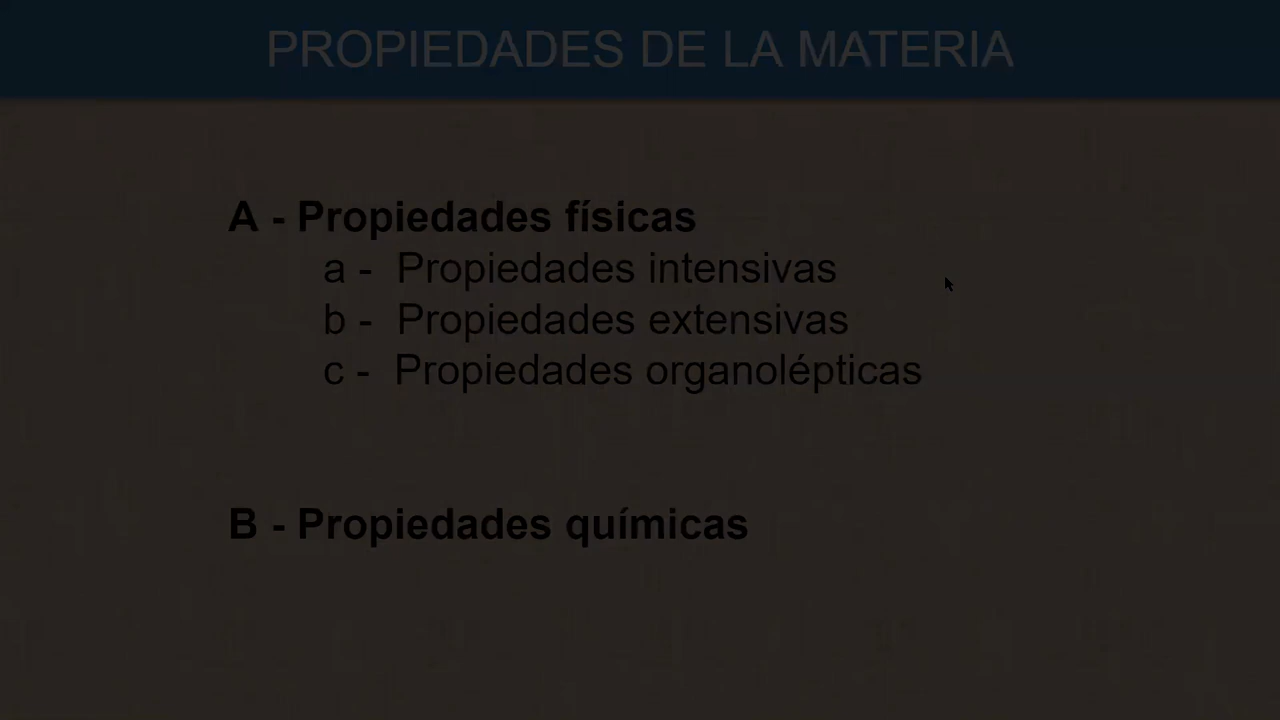 PROPIEDADES DE LA MATERIA
A - Propiedades físicas
a - Propiedades intensivas
b - Propiedades extensivas
c - Propiedades organolépticas
B - Propiedades químicas